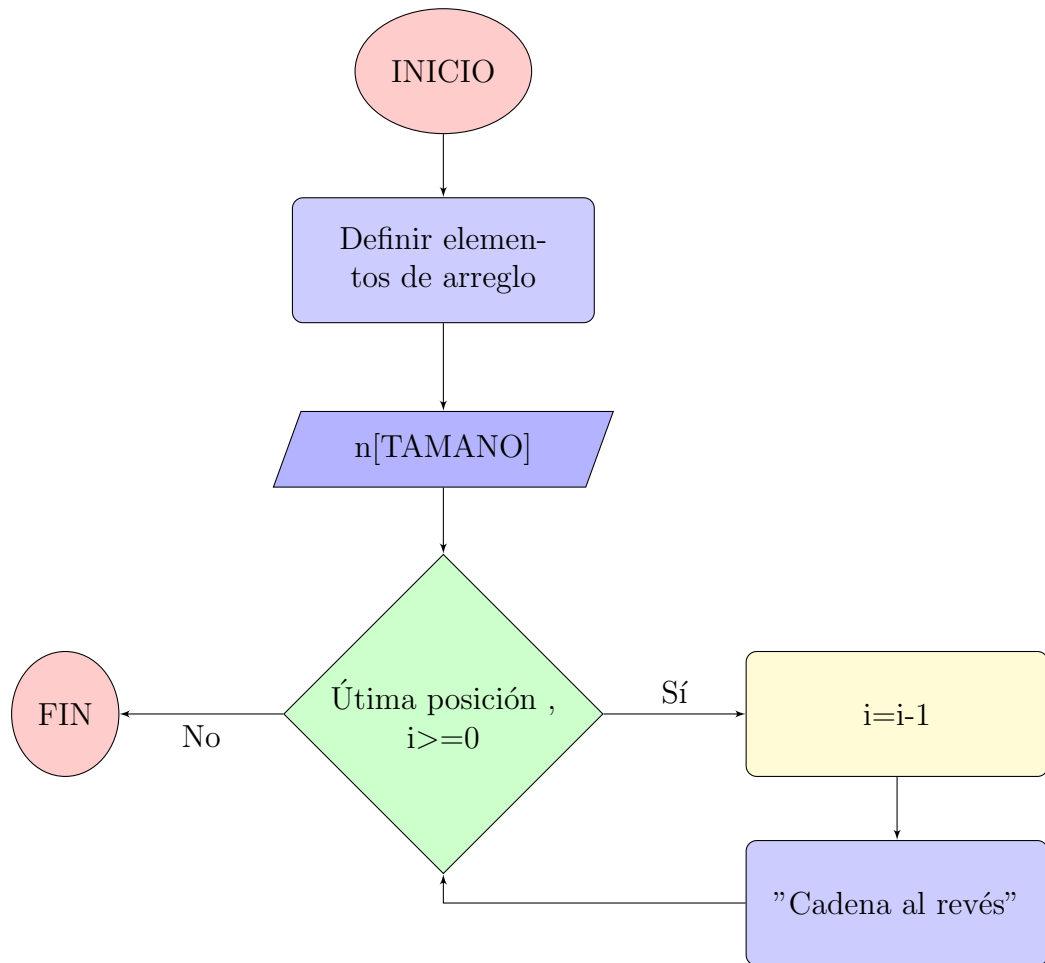 INICIO
Definir elemen-
tos de arreglo
n[TAMANO]
Útima posición ,
i>=0
Sí
No
FIN
i=i-1
”Cadena al revés”